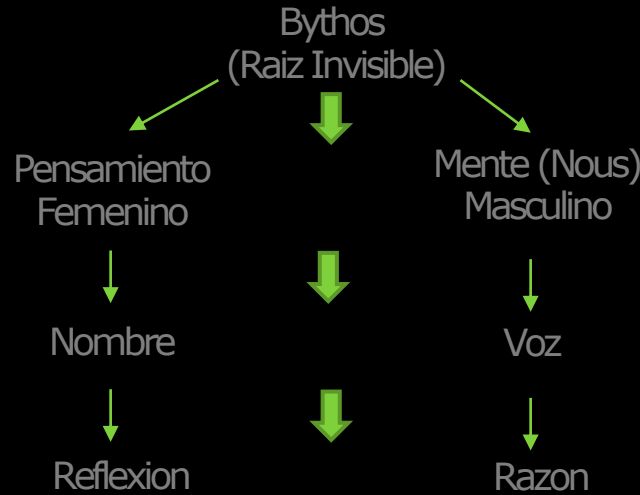 Bythos
(Raiz Invisible)
Pensamiento
Femenino
Mente (Nous)
Masculino
Nombre
Voz
Reflexion
Razon